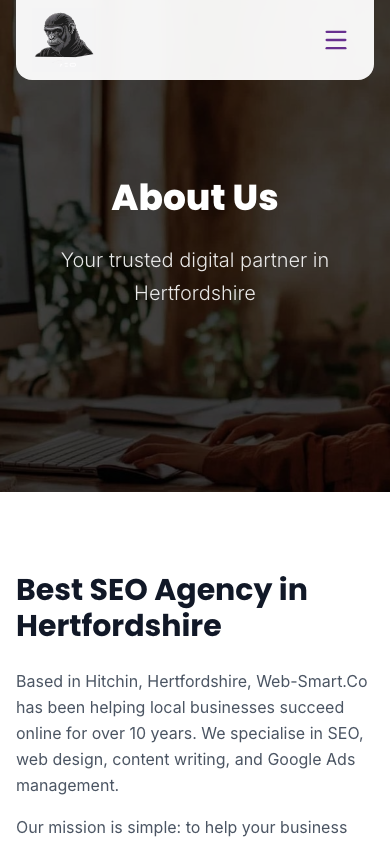 About Us
Your trusted digital partner in
Hertfordshire
Best SEO Agency in
Hertfordshire
Based in Hitchin, Hertfordshire, Web-Smart.Co
has been helping local businesses succeed
online for over 10 years. We specialise in SEO,
web design, content writing, and Google Ads
management.
Our mission is simple: to help your business